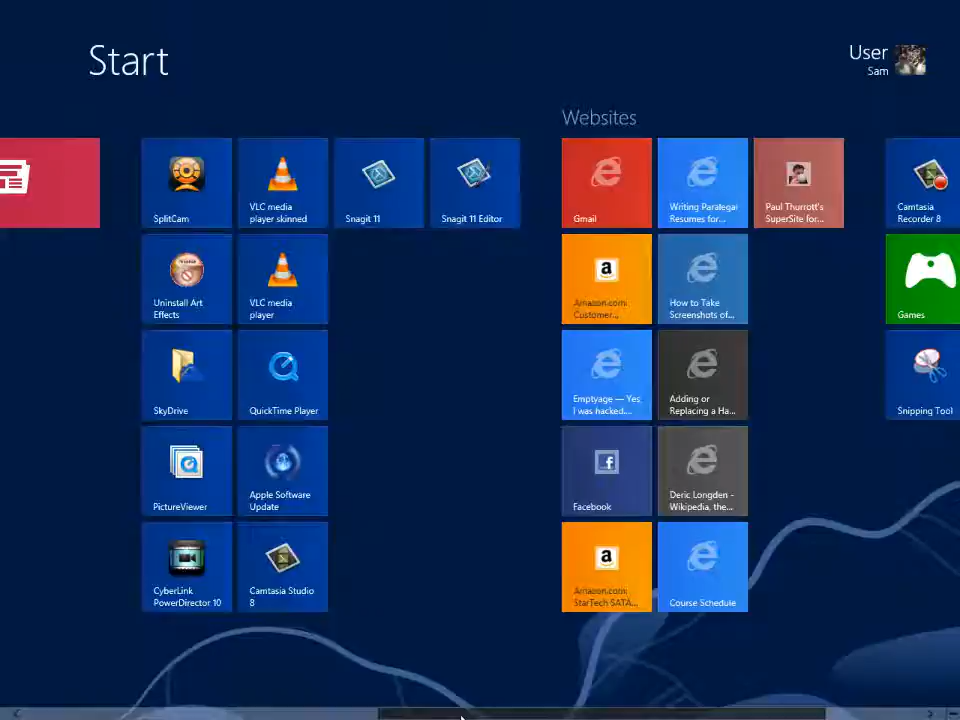 Start
User
Sam
Websites
SplitCam
VLC media
player skinned
Snagit 11
Snagit 11 Editor
Gmail
Writing Paralegal
Resumes for...
Paul Thurrott's
SuperSite for...
Camtasia
Recorder 8
Uninstall Art
Effects
VLC media
player
Amazon.com:
Customer...
How to Take
Screenshots of...
Games
SkyDrive
QuickTime Player
Emptyage — Yes,
I was hacked....
Adding or
Replacing a Ha...
Snipping Tool
PictureViewer
Apple Software
Update
Facebook
Deric Longden -
Wikipedia, the...
CyberLink
PowerDirector 10
Camtasia Studio
8
Amazon.com:
StarTech SATA...
Course Schedule